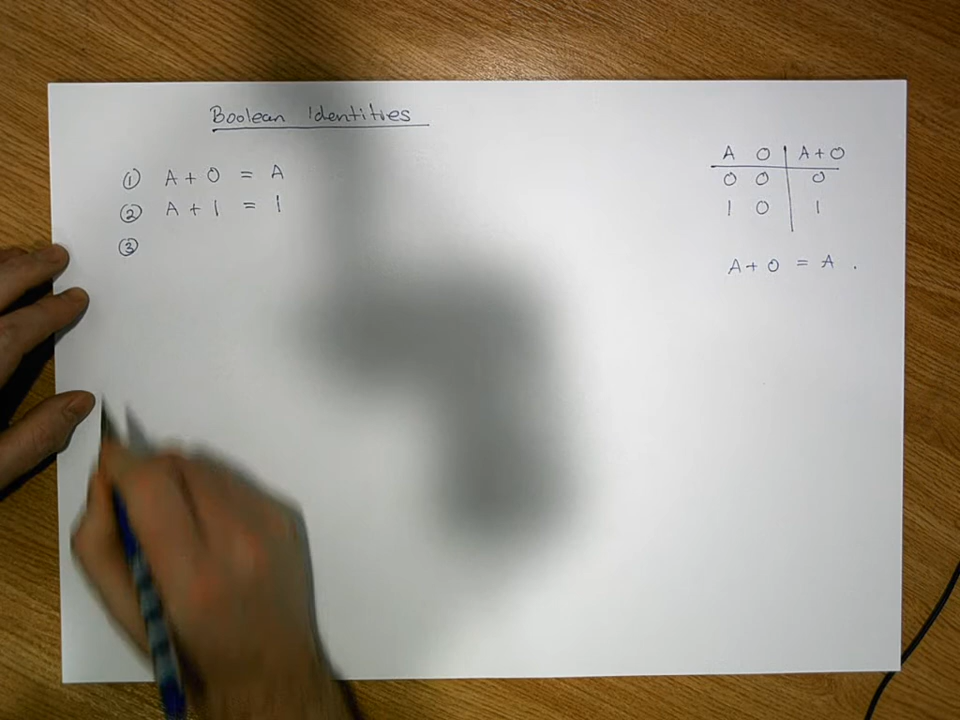 Boolean Identities
① A + 0 = A
② A + 1 = 1
③
A 0 | A + 0
0 0 | 0
1 0 | 1
A + 0 = A .